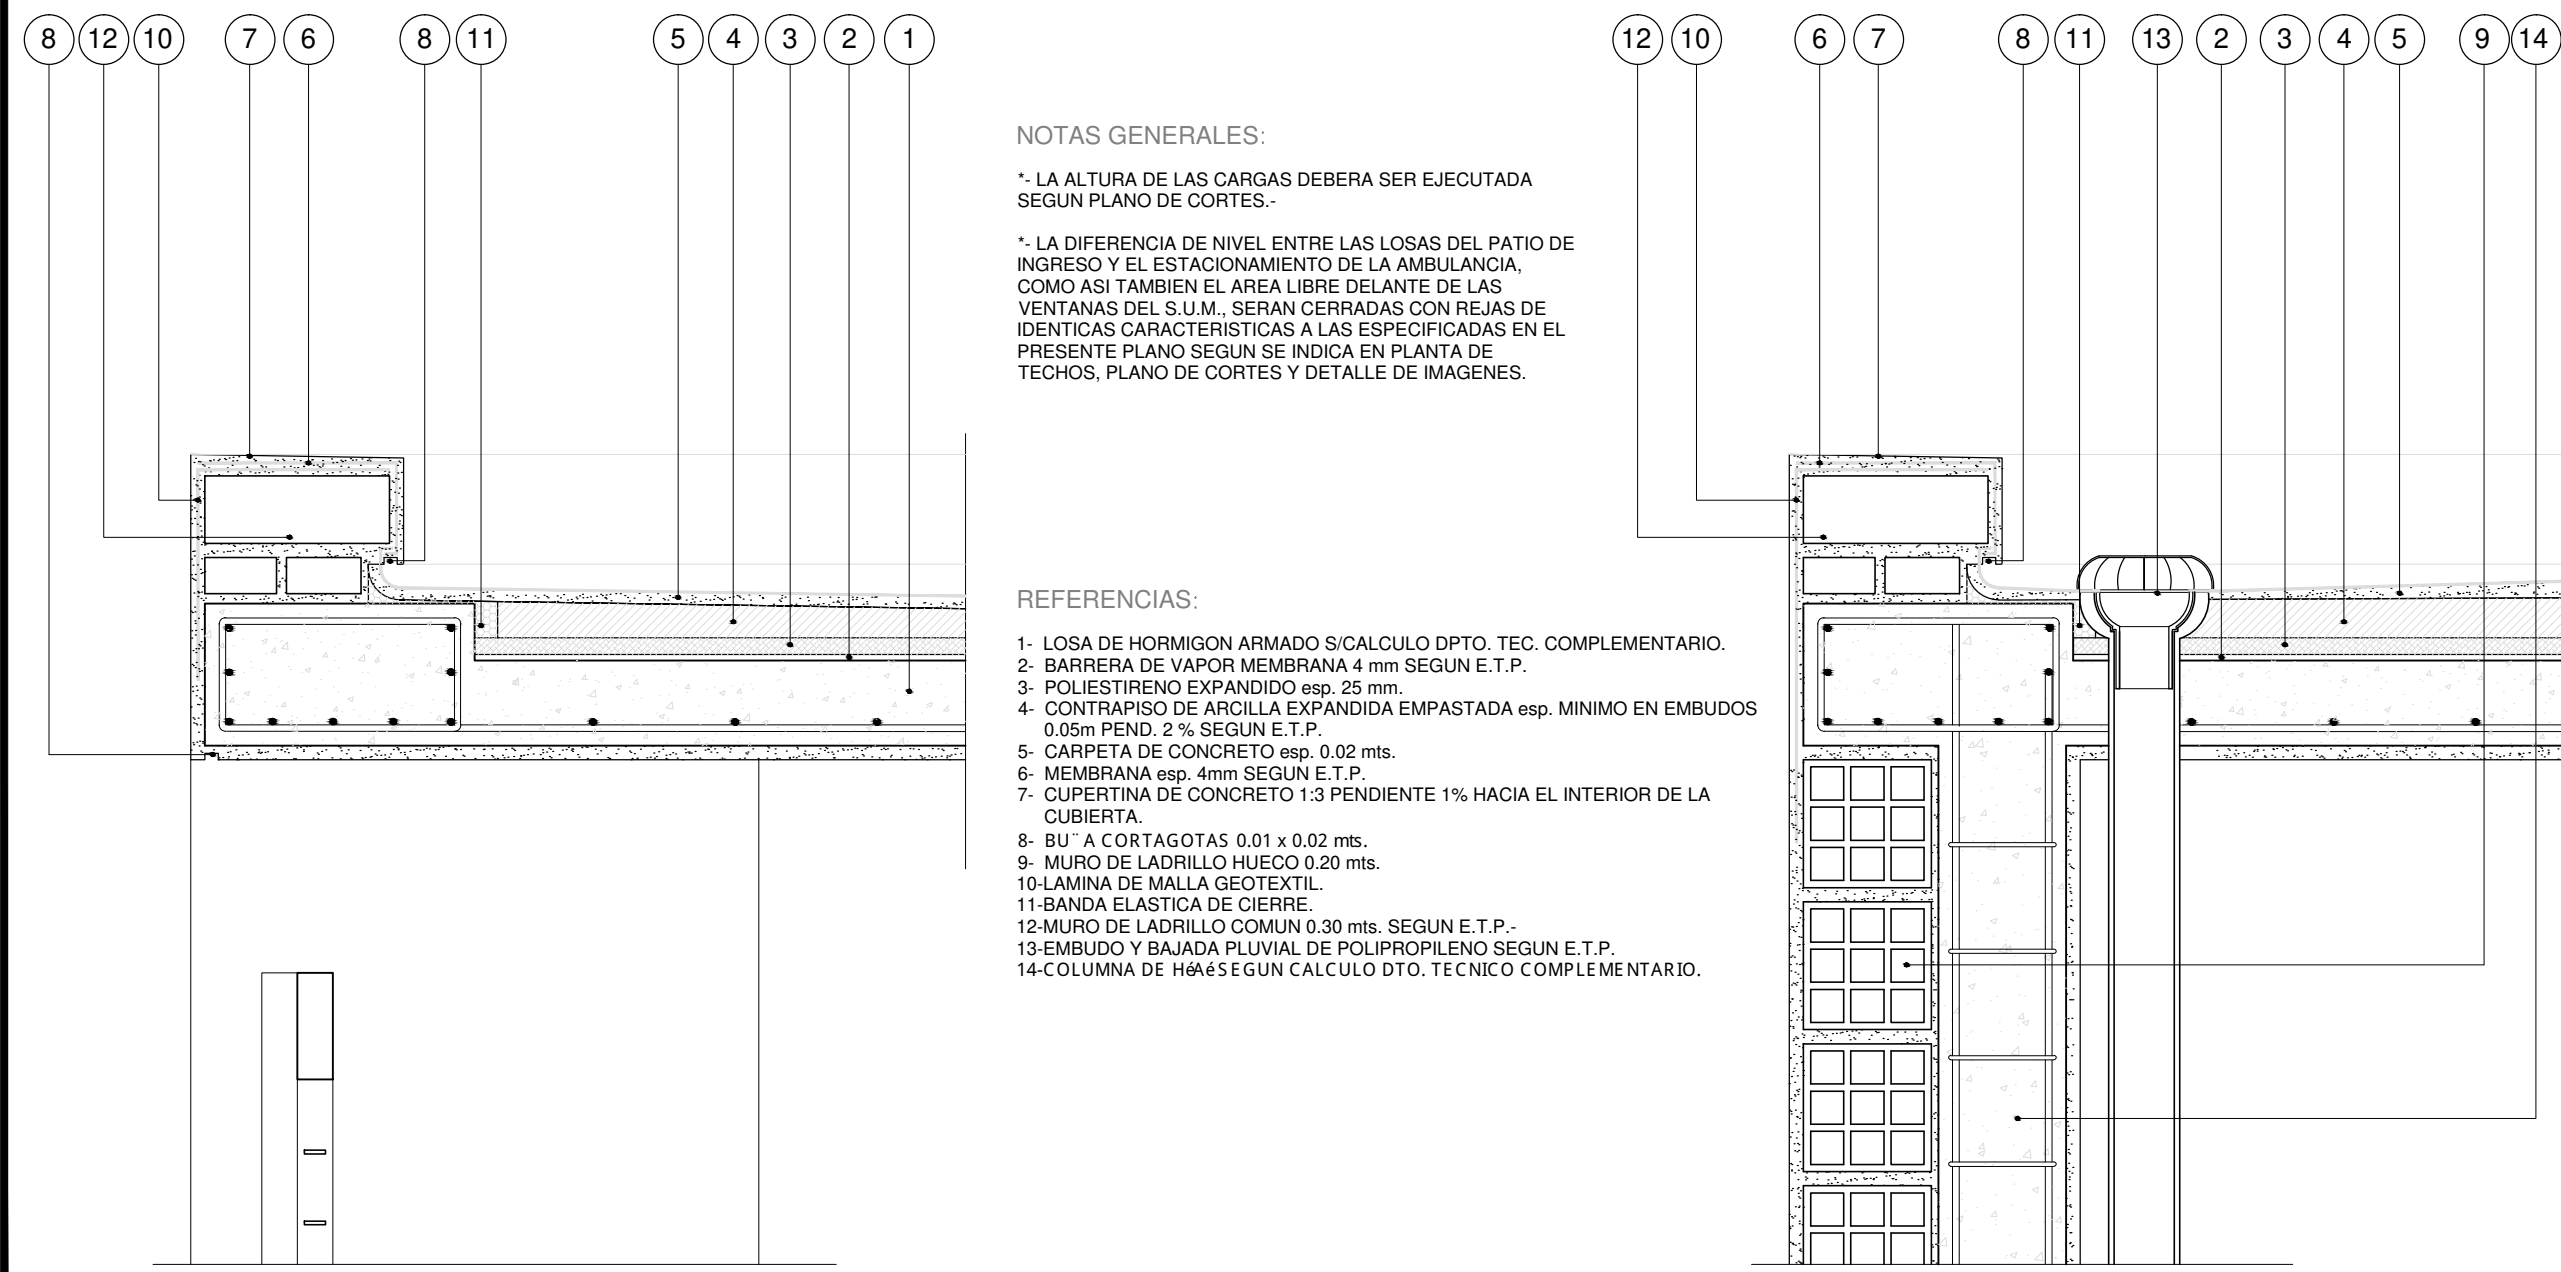 8 12 10 7 6 8 11 5 4 3 2 1 12 10 6 7 8 11 13 2 3 4 5 9 14
NOTAS GENERALES:
*- LA ALTURA DE LAS CARGAS DEBERA SER EJECUTADA
SEGUN PLANO DE CORTES.-
*- LA DIFERENCIA DE NIVEL ENTRE LAS LOSAS DEL PATIO DE
INGRESO Y EL ESTACIONAMIENTO DE LA AMBULANCIA,
COMO ASI TAMBIEN EL AREA LIBRE DELANTE DE LAS
VENTANAS DEL S.U.M., SERAN CERRADAS CON REJAS DE
IDENTICAS CARACTERISTICAS A LAS ESPECIFICADAS EN EL
PRESENTE PLANO SEGUN SE INDICA EN PLANTA DE
TECHOS, PLANO DE CORTES Y DETALLE DE IMAGENES.
REFERENCIAS:
1- LOSA DE HORMIGON ARMADO S/CALCULO DPTO. TEC. COMPLEMENTARIO.
2- BARRERA DE VAPOR MEMBRANA 4 mm SEGUN E.T.P.
3- POLIESTIRENO EXPANDIDO esp. 25 mm.
4- CONTRAPISO DE ARCILLA EXPANDIDA EMPASTADA esp. MINIMO EN EMBUDOS
0.05m PEND. 2 % SEGUN E.T.P.
5- CARPETA DE CONCRETO esp. 0.02 mts.
6- MEMBRANA esp. 4mm SEGUN E.T.P.
7- CUPERTINA DE CONCRETO 1:3 PENDIENTE 1% HACIA EL INTERIOR DE LA
CUBIERTA.
8- BU¨A CORTAGOTAS 0.01 x 0.02 mts.
9- MURO DE LADRILLO HUECO 0.20 mts.
10-LAMINA DE MALLA GEOTEXTIL.
11-BANDA ELASTICA DE CIERRE.
12-MURO DE LADRILLO COMUN 0.30 mts. SEGUN E.T.P.-
13-EMBUDO Y BAJADA PLUVIAL DE POLIPROPILENO SEGUN E.T.P.
14-COLUMNA DE HéAé SEGUN CALCULO DTO. TECNICO COMPLEMENTARIO.